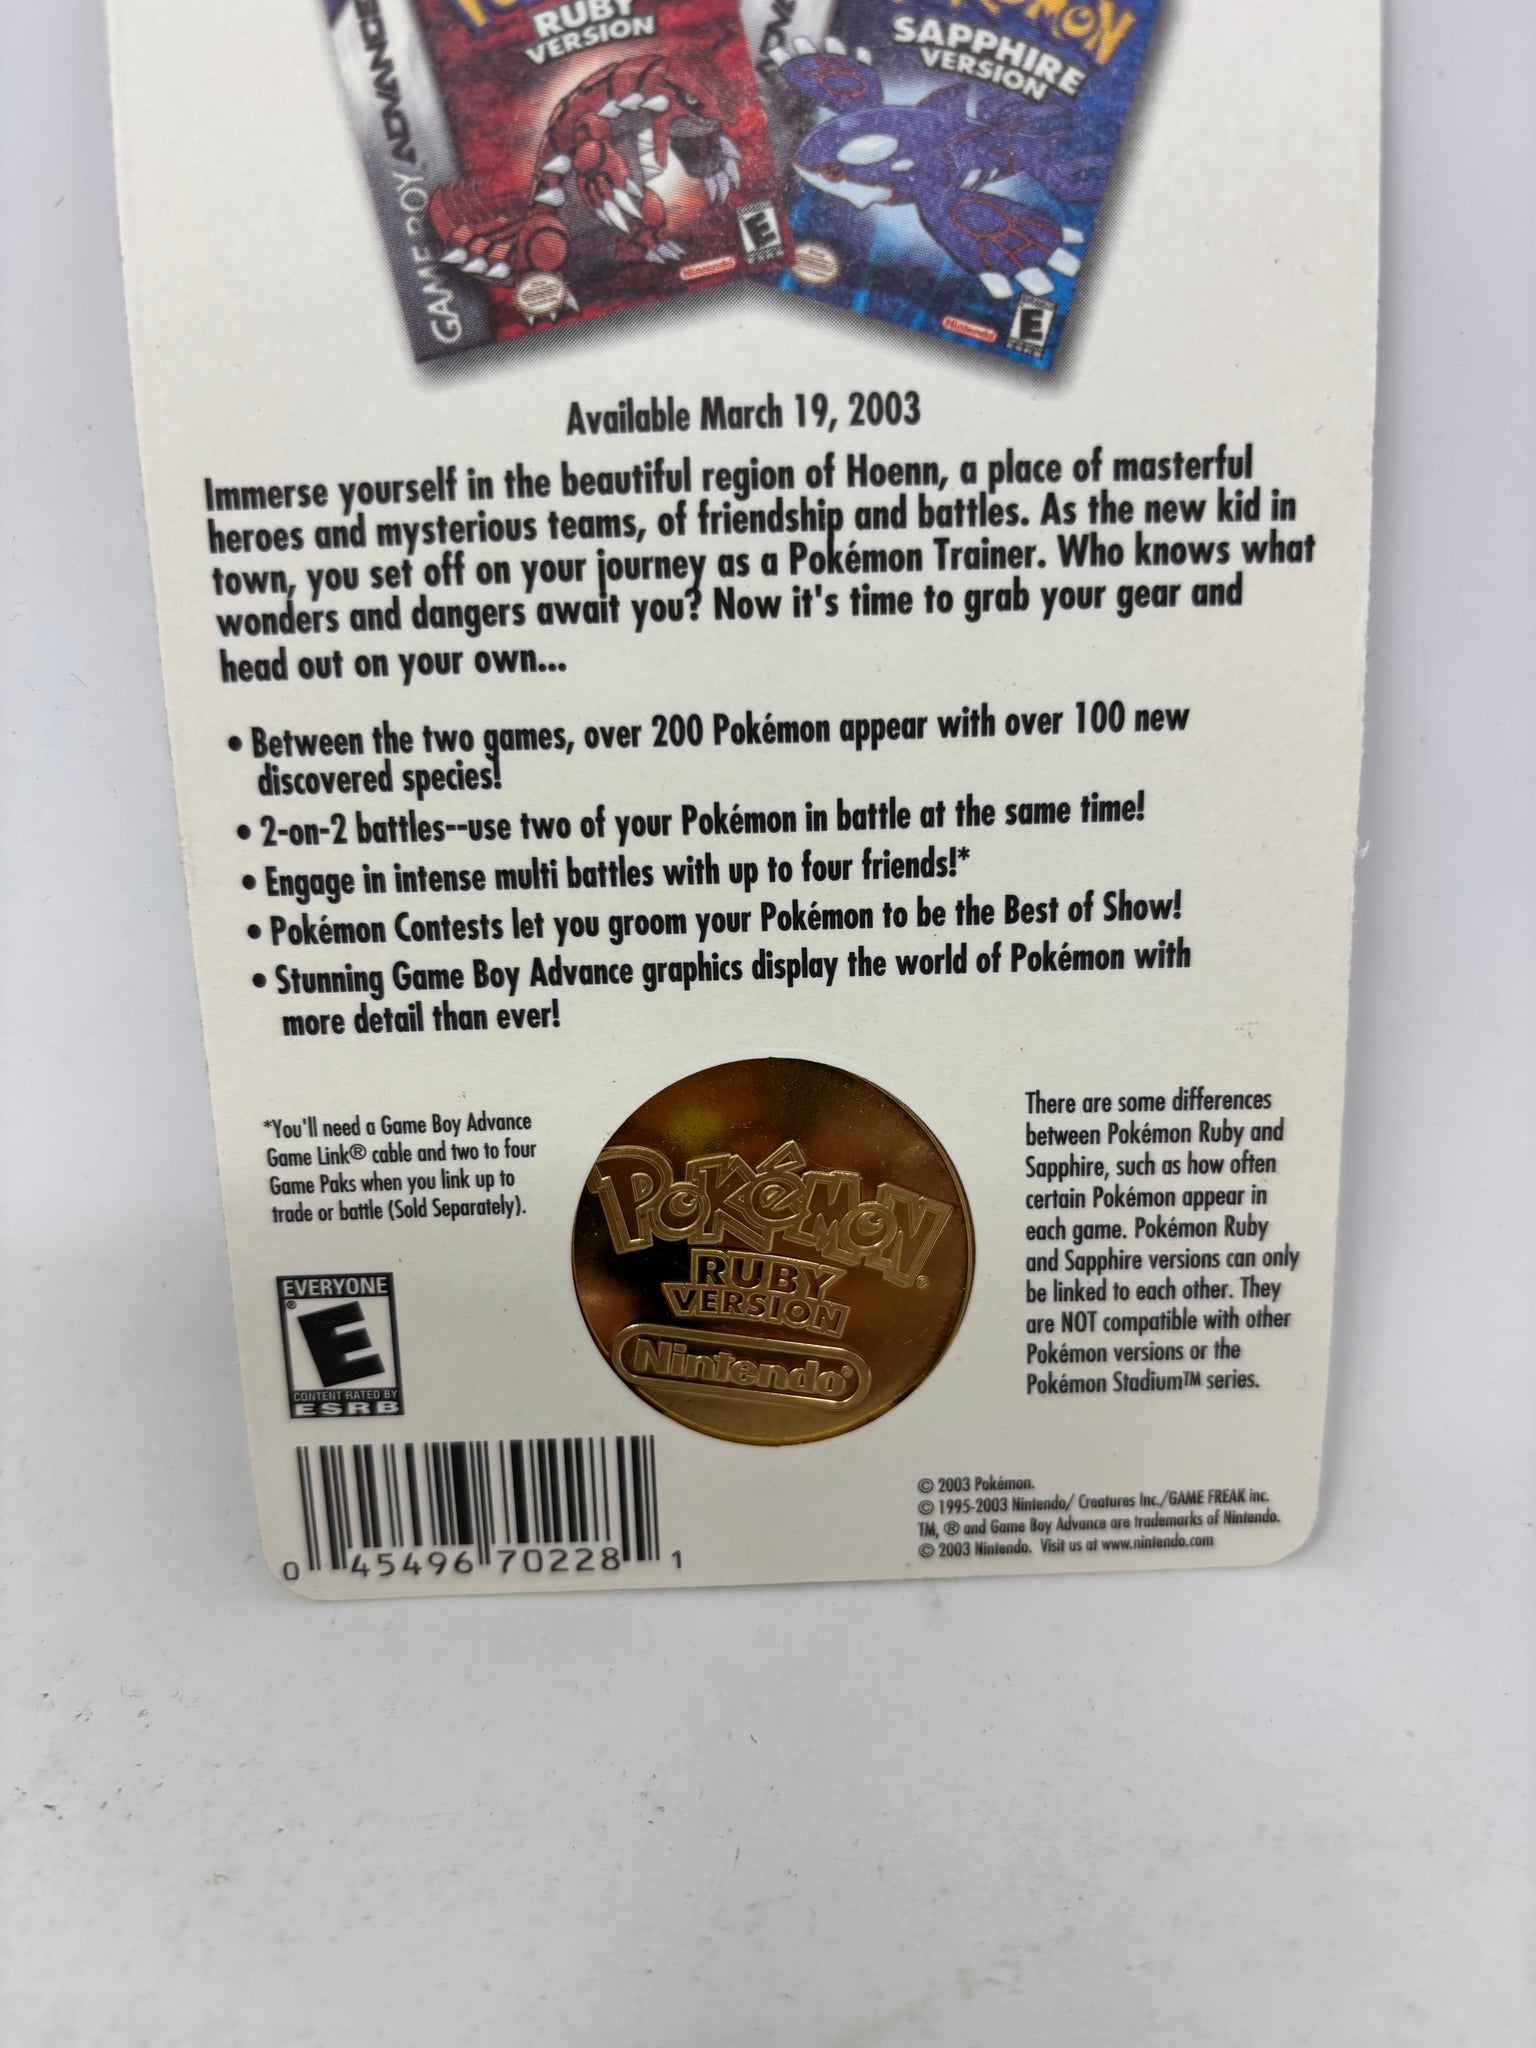 RUBY
VERSION
ADVANCE
GAME BOY
E
ESRB
Nintendo
POKéMON
SAPPHIRE
VERSION
Nintendo
E
ESRB
Available March 19, 2003
Immerse yourself in the beautiful region of Hoenn, a place of masterful
heroes and mysterious teams, of friendship and battles. As the new kid in
town, you set off on your journey as a Pokémon Trainer. Who knows what
wonders and dangers await you? Now it's time to grab your gear and
head out on your own...
• Between the two games, over 200 Pokémon appear with over 100 new
discovered species!
• 2-on-2 battles--use two of your Pokémon in battle at the same time!
• Engage in intense multi battles with up to four friends!*
• Pokémon Contests let you groom your Pokémon to be the Best of Show!
• Stunning Game Boy Advance graphics display the world of Pokémon with
more detail than ever!
*You'll need a Game Boy Advance
Game Link® cable and two to four
Game Paks when you link up to
trade or battle (Sold Separately).
EVERYONE
E
®
CONTENT RATED BY
ESRB
POKéMON®
RUBY
VERSION
Nintendo®
There are some differences
between Pokémon Ruby and
Sapphire, such as how often
certain Pokémon appear in
each game. Pokémon Ruby
and Sapphire versions can only
be linked to each other. They
are NOT compatible with other
Pokémon versions or the
Pokémon Stadium™ series.
0 45496 70228 1
© 2003 Pokémon.
© 1995-2003 Nintendo/ Creatures Inc./GAME FREAK inc.
TM, ® and Game Boy Advance are trademarks of Nintendo.
© 2003 Nintendo. Visit us at www.nintendo.com